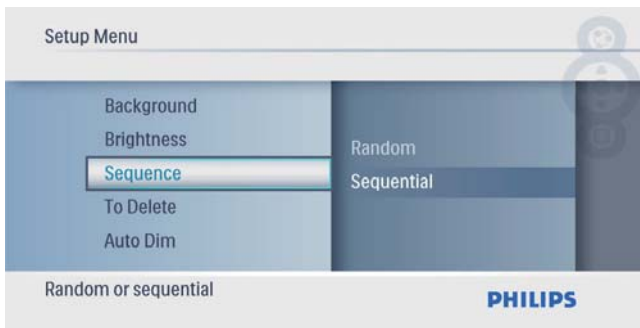 Setup Menu
Background
Brightness
Sequence
To Delete
Auto Dim
Random
Sequential
Random or sequential
PHILIPS